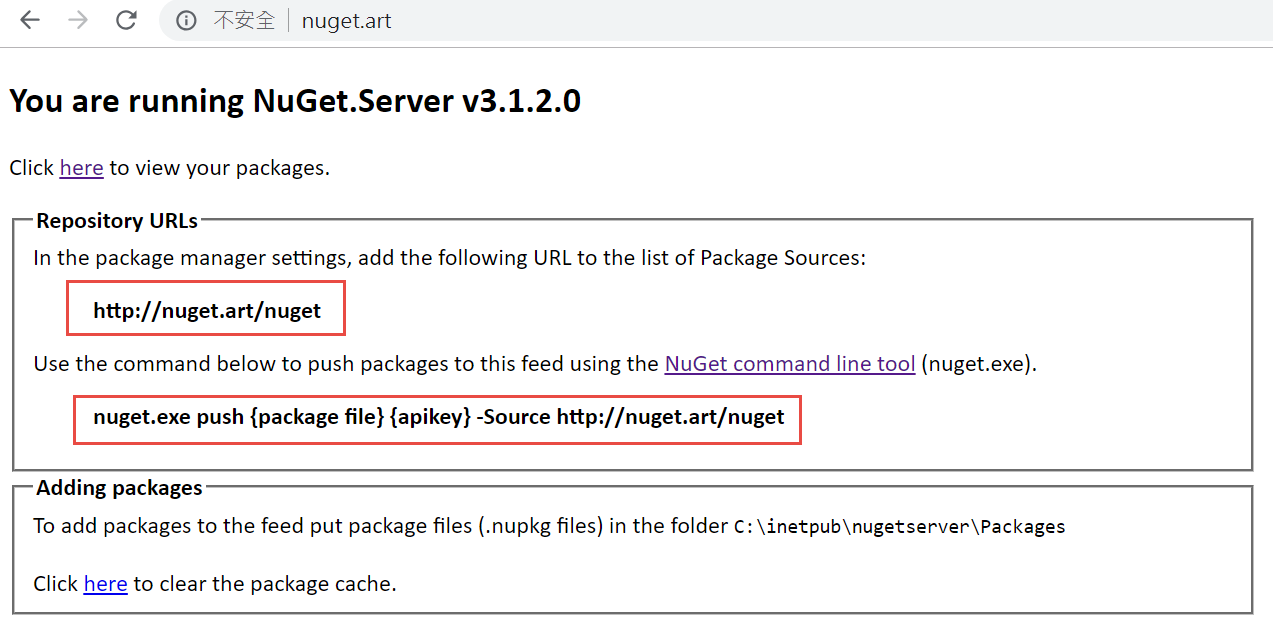 不安全 nuget.art
You are running NuGet.Server v3.1.2.0
Click here to view your packages.
Repository URLs
In the package manager settings, add the following URL to the list of Package Sources:
http://nuget.art/nuget
Use the command below to push packages to this feed using the NuGet command line tool (nuget.exe).
nuget.exe push {package file} {apikey} -Source http://nuget.art/nuget
Adding packages
To add packages to the feed put package files (.nupkg files) in the folder C:\inetpub\nugetserver\Packages
Click here to clear the package cache.